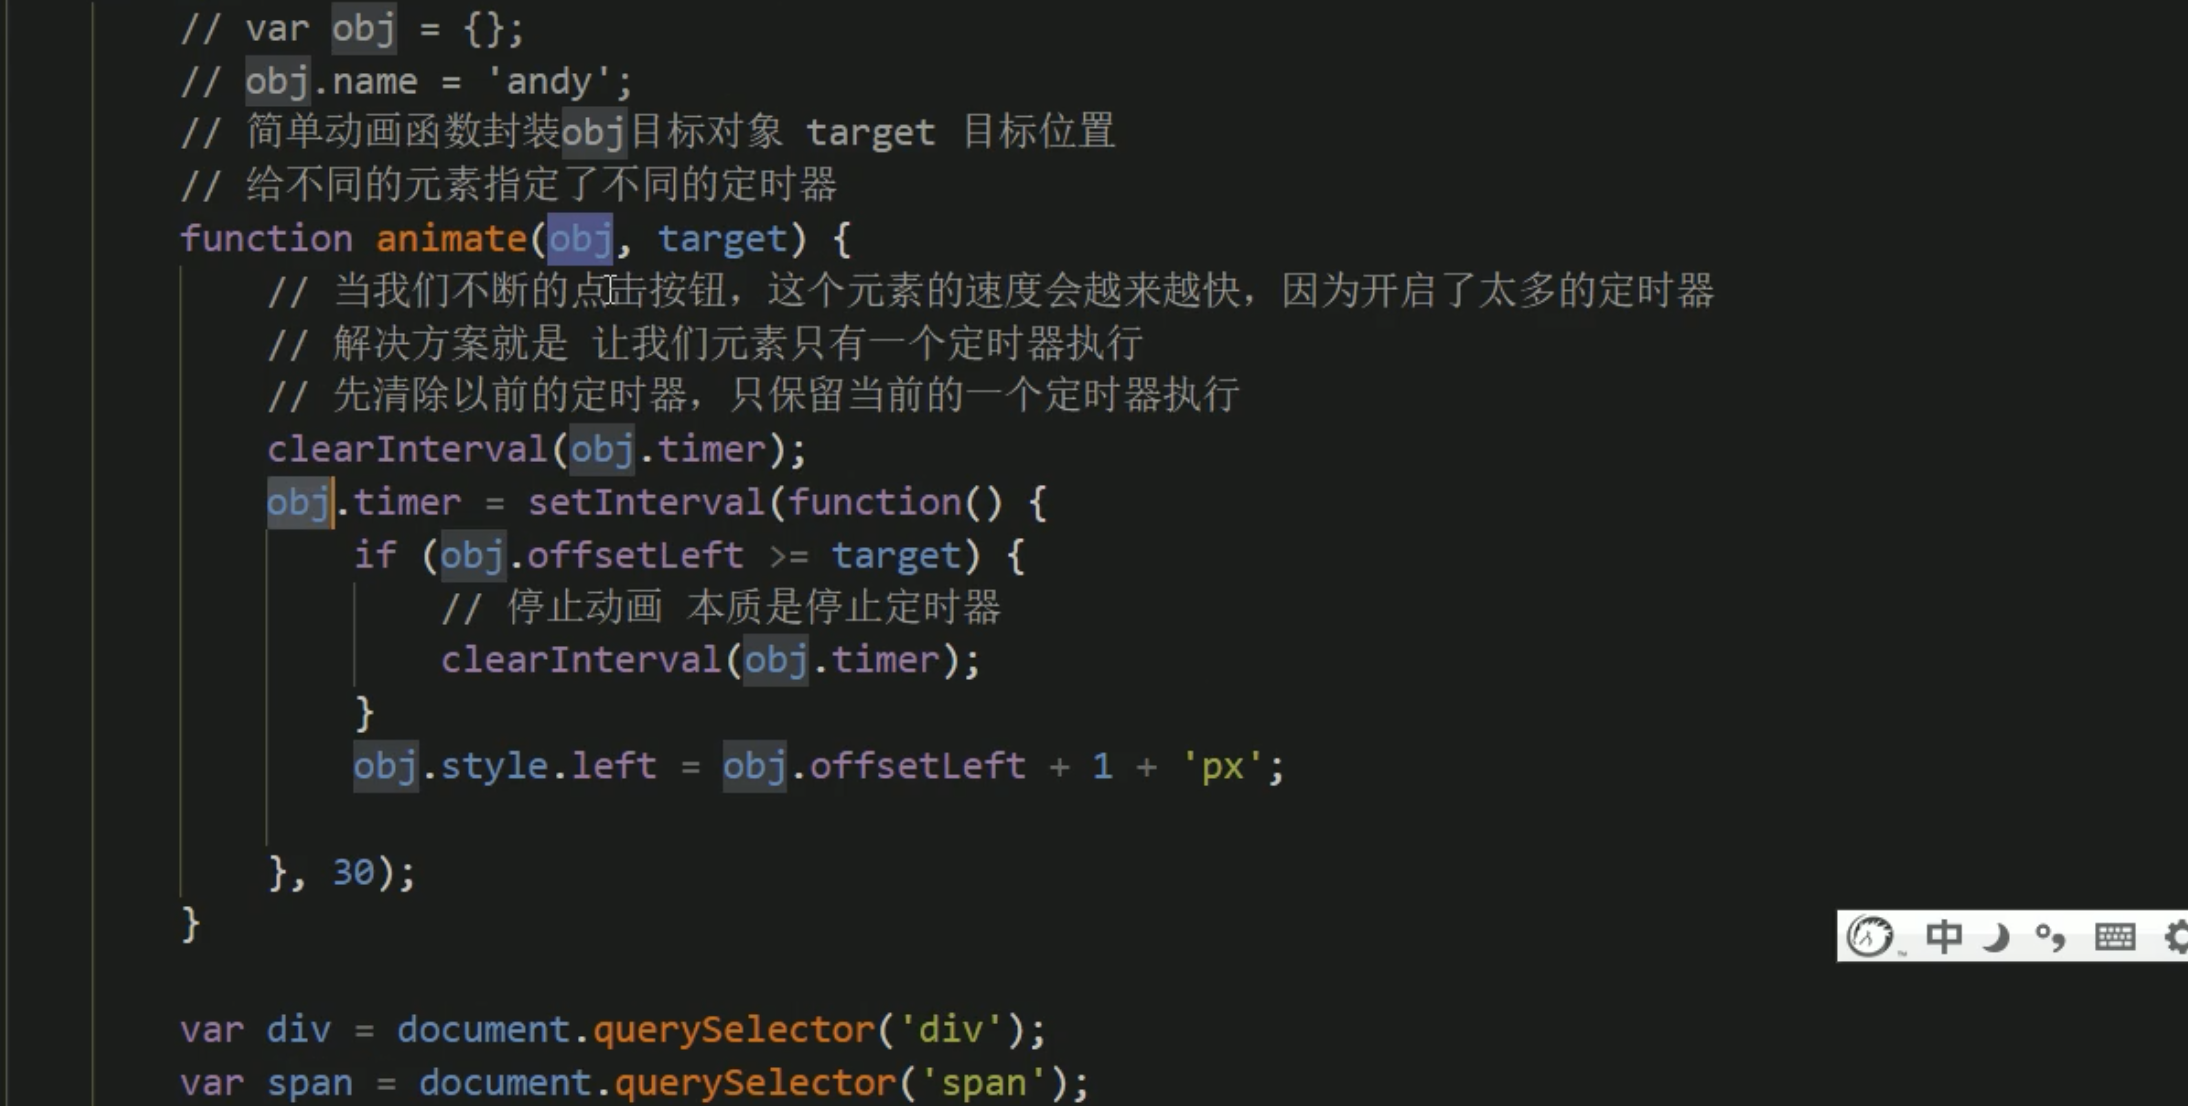 // var obj = {};
// obj.name = 'andy';
// 简单动画函数封装obj目标对象 target 目标位置
// 给不同的元素指定了不同的定时器
function animate(obj, target) {
// 当我们不断的点击按钮，这个元素的速度会越来越快，因为开启了太多的定时器
// 解决方案就是 让我们元素只有一个定时器执行
// 先清除以前的定时器，只保留当前的一个定时器执行
clearInterval(obj.timer);
obj.timer = setInterval(function() {
if (obj.offsetLeft >= target) {
// 停止动画 本质是停止定时器
clearInterval(obj.timer);
}
obj.style.left = obj.offsetLeft + 1 + 'px';
}, 30);
}
中
var div = document.querySelector('div');
var span = document.querySelector('span');